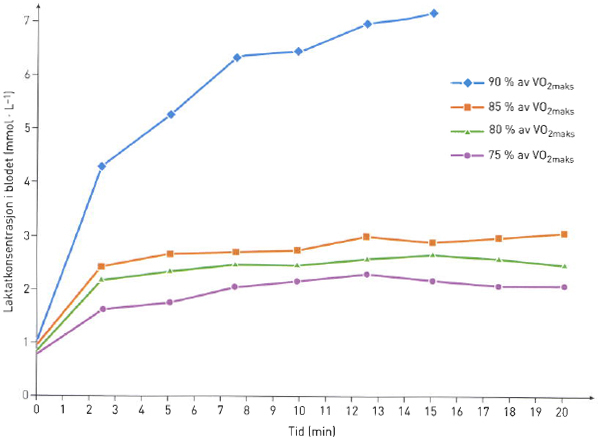 Laktatkonsentrasjon i blodet (mmol · L–1)
7
6
5
4
3
2
1
0
90 % av VO2maks
85 % av VO2maks
80 % av VO2maks
75 % av VO2maks
0 1 2 3 4 5 6 7 8 9 10 11 12 13 14 15 16 17 18 19 20
Tid (min)